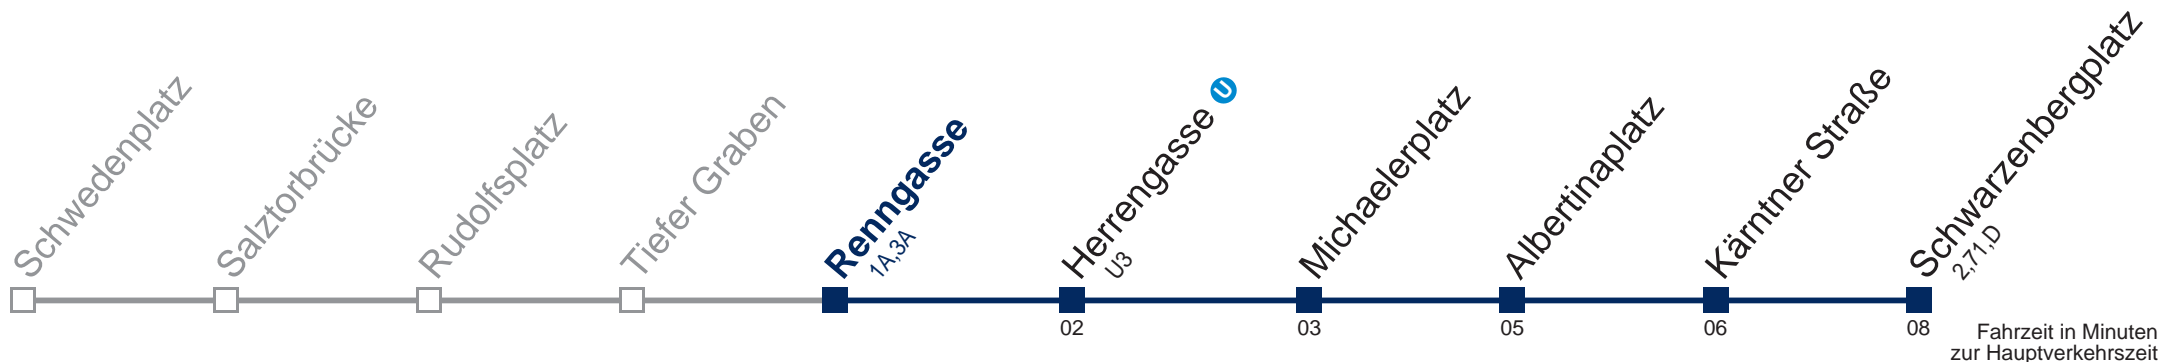 Schwedenplatz
Salztorbrücke
Rudolfsplatz
Tiefer Graben
Renngasse
1A,3A
Herrengasse U
U3
Michaelerplatz
Albertinaplatz
Kärntner Straße
Schwarzenbergplatz
2,71,D
02
03
05
06
08
Fahrzeit in Minuten
zur Hauptverkehrszeit